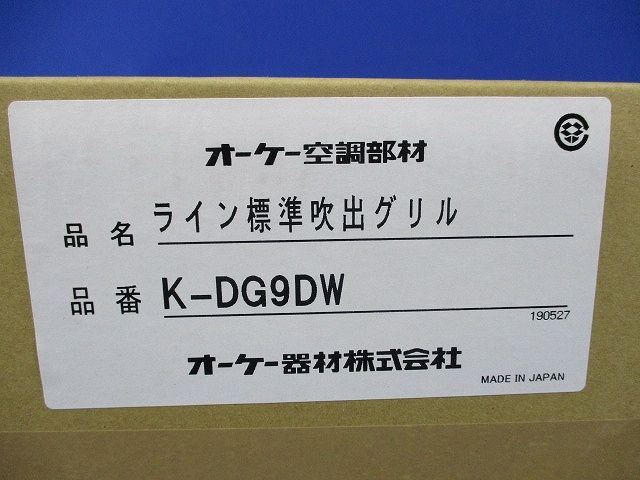 オーケー空調部材
品名 ライン標準吹出グリル
品番 K-DG9DW
190527
オーケー器材株式会社
MADE IN JAPAN